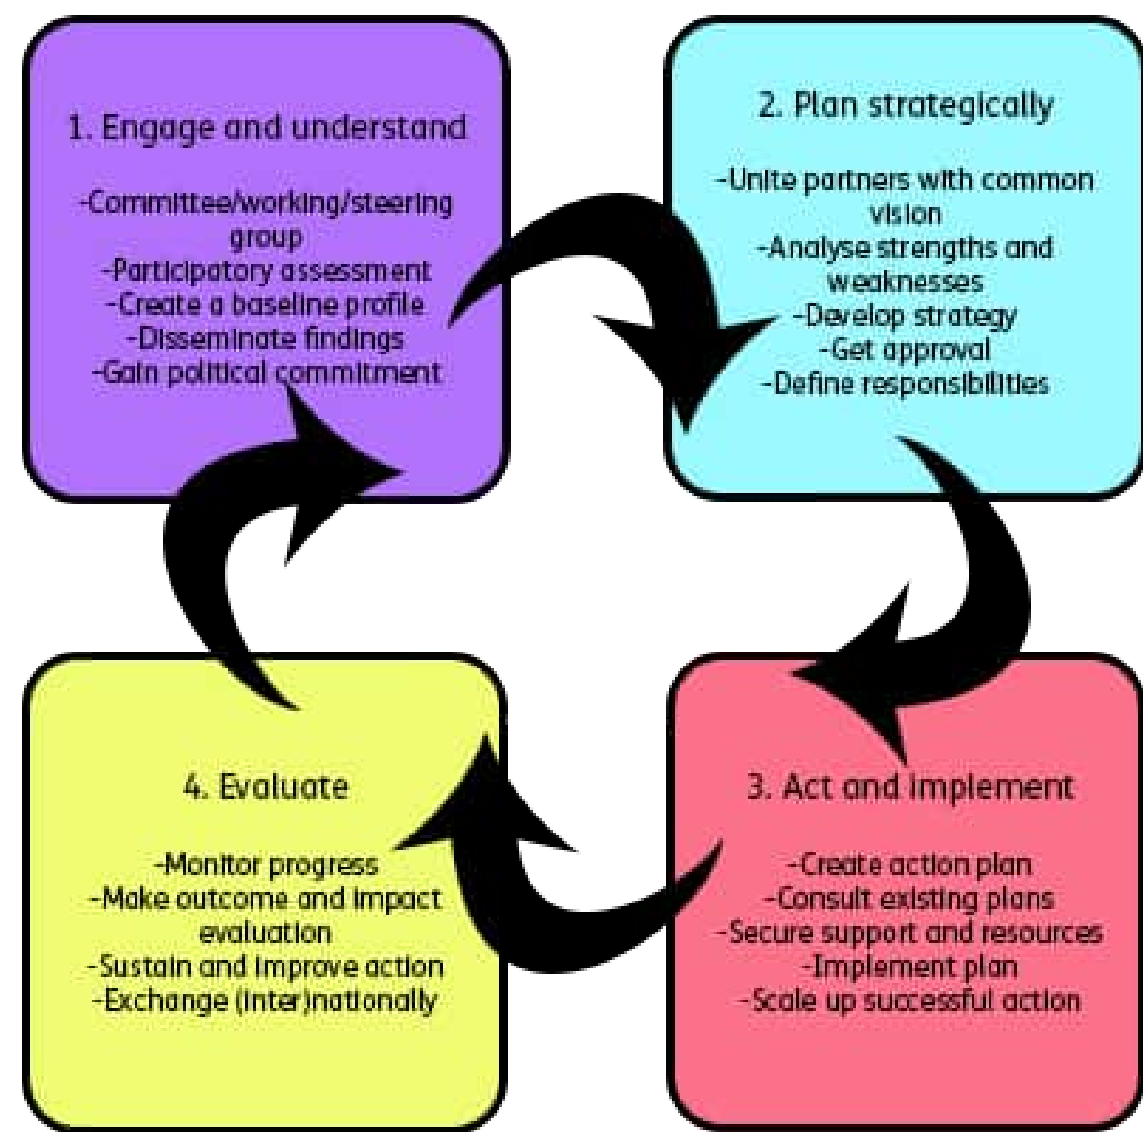 1. Engage and understand
-Committee/working/steering
group
-Participatory assessment
-Create a baseline profile
-Disseminate findings
-Gain political commitment
2. Plan strategically
-Unite partners with common
vision
-Analyse strengths and
weaknesses
-Develop strategy
-Get approval
-Define responsibilities
3. Act and implement
-Create action plan
-Consult existing plans
-Secure support and resources
-Implement plan
-Scale up successful action
4. Evaluate
-Monitor progress
-Make outcome and impact
evaluation
-Sustain and improve action
-Exchange (inter)nationally